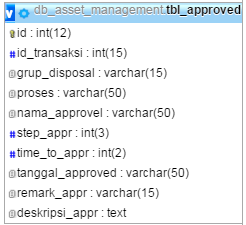 v db_asset_management.tbl_approved
id : int(12)
# id_transaksi : int(15)
@ grup_disposal : varchar(15)
@ proses : varchar(50)
@ nama_approvel : varchar(50)
# step_appr : int(3)
# time_to_appr : int(2)
@ tanggal_approved : varchar(50)
@ remark_appr : varchar(15)
@ deskripsi_appr : text